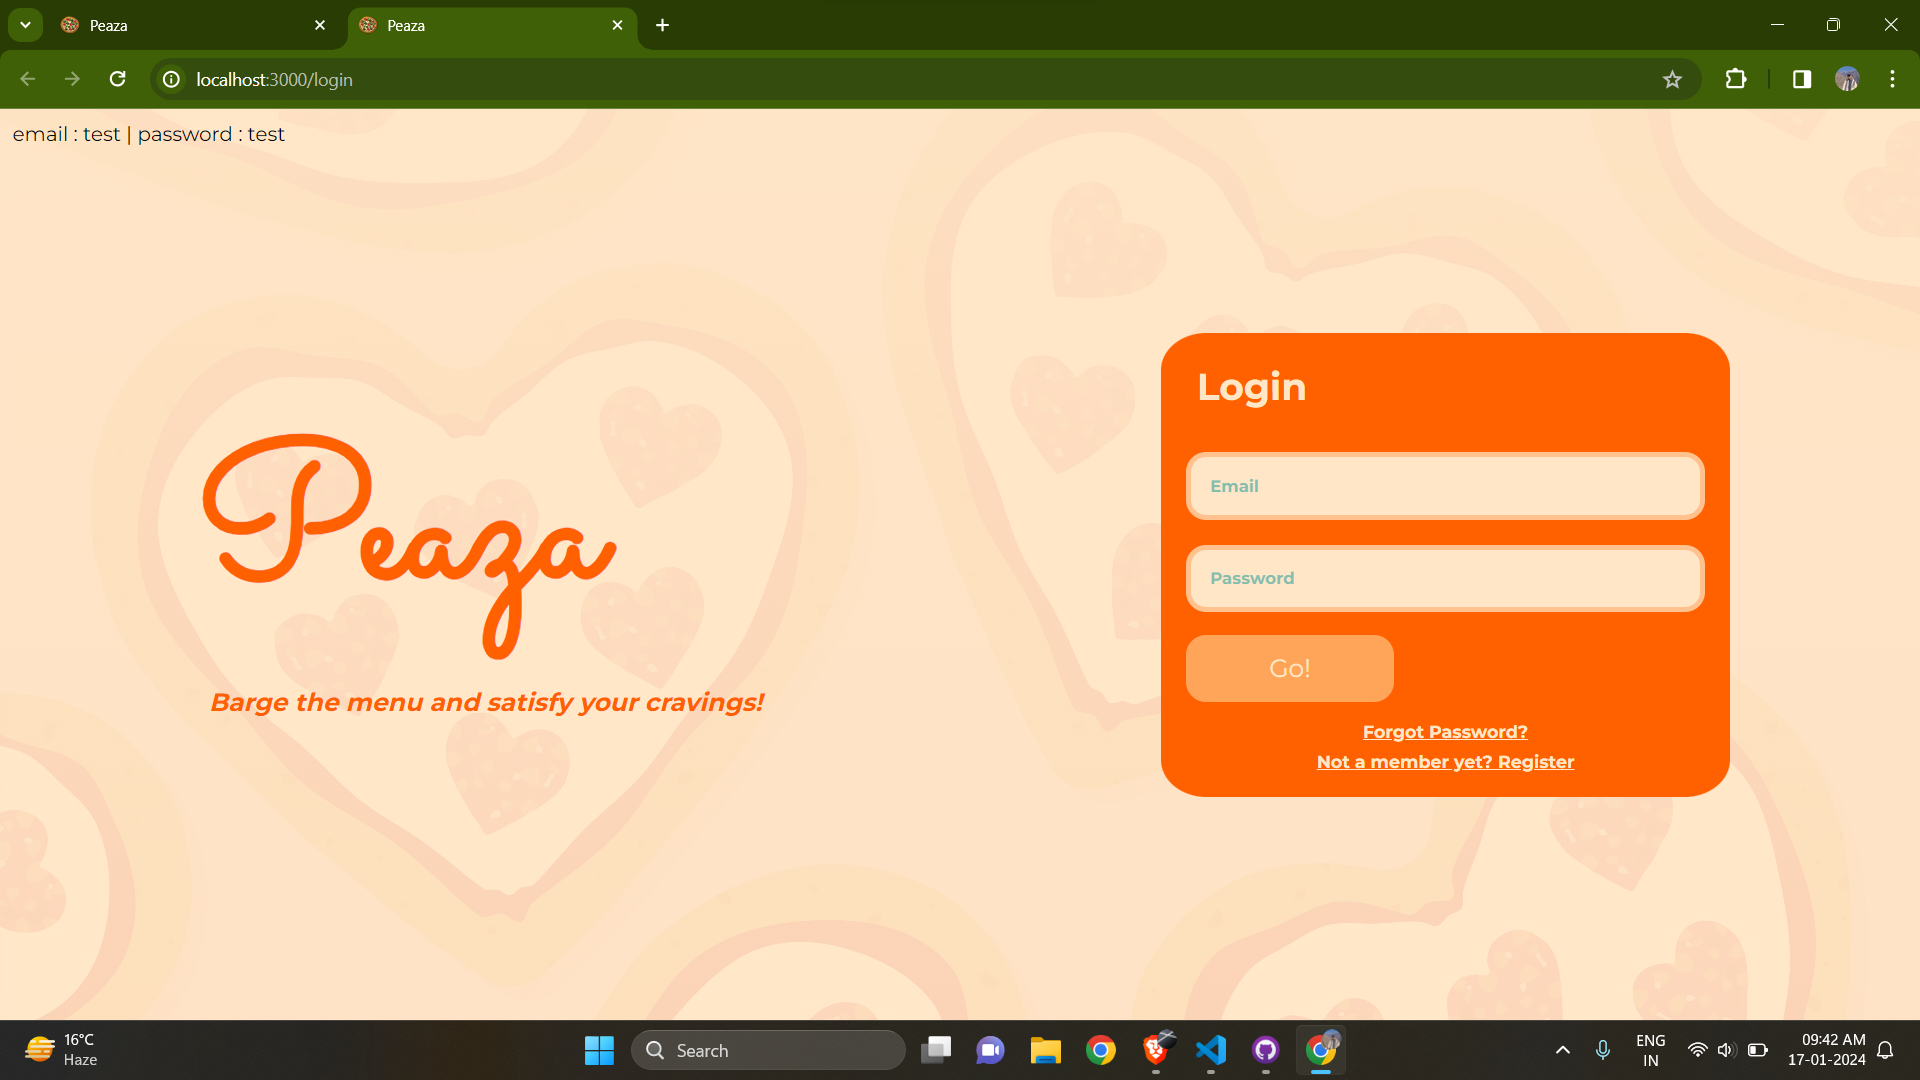 Peaza
Peaza
localhost:3000/login
email : test | password : test
Peaza
Barge the menu and satisfy your cravings!
Login
Email
Password
Go!
Forgot Password?
Not a member yet? Register
16°C
Haze
Search
ENG
IN
09:42 AM
17-01-2024